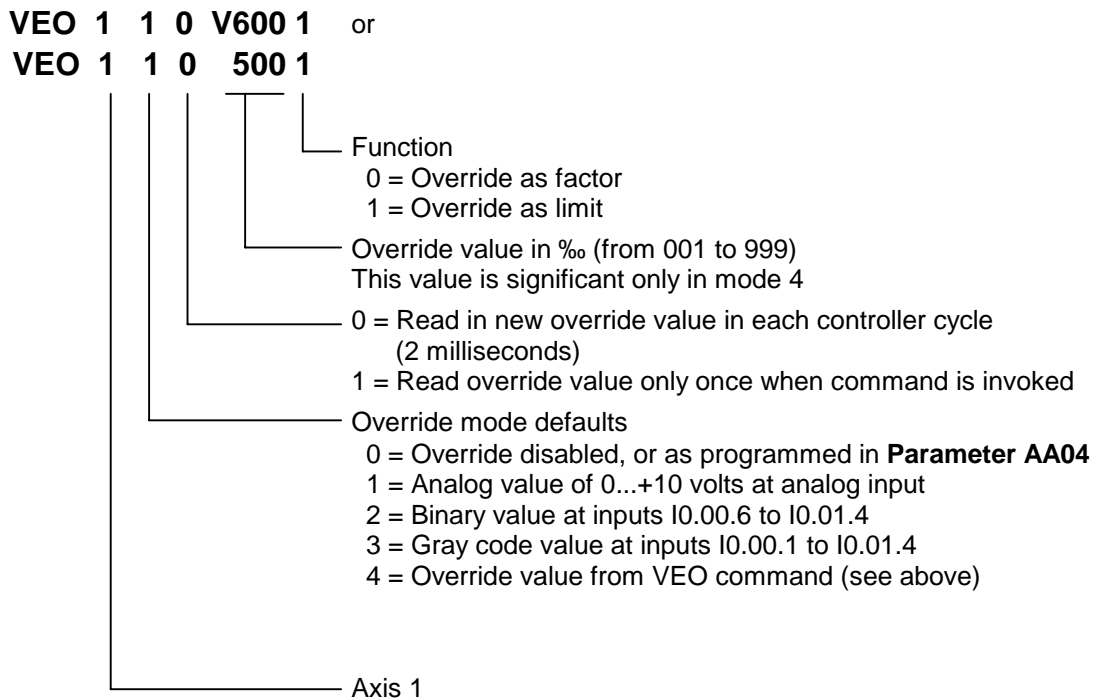 VEO 1 1 0 V600 1 or
VEO 1 1 0 500 1
Function
0 = Override as factor
1 = Override as limit
Override value in ‰ (from 001 to 999)
This value is significant only in mode 4
0 = Read in new override value in each controller cycle
(2 milliseconds)
1 = Read override value only once when command is invoked
Override mode defaults
0 = Override disabled, or as programmed in Parameter AA04
1 = Analog value of 0...+10 volts at analog input
2 = Binary value at inputs I0.00.6 to I0.01.4
3 = Gray code value at inputs I0.00.1 to I0.01.4
4 = Override value from VEO command (see above)
Axis 1